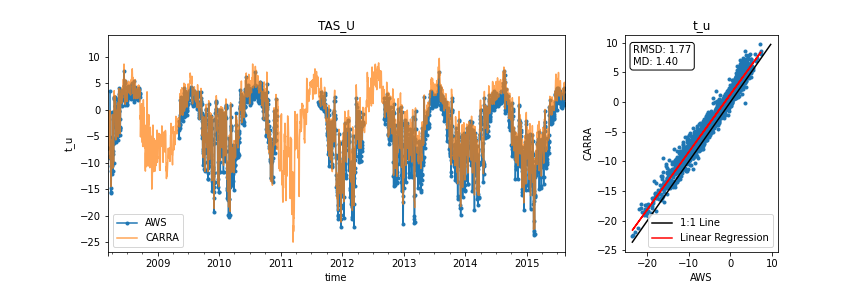 TAS_U
t_u
10
5
0
−5
−10
−15
−20
−25
2009
2010
2011
2012
2013
2014
2015
time
AWS
CARRA
t_u
RMSD: 1.77
MD: 1.40
CARRA
10
5
0
−5
−10
−15
−20
−25
−20
−10
0
10
AWS
1:1 Line
Linear Regression